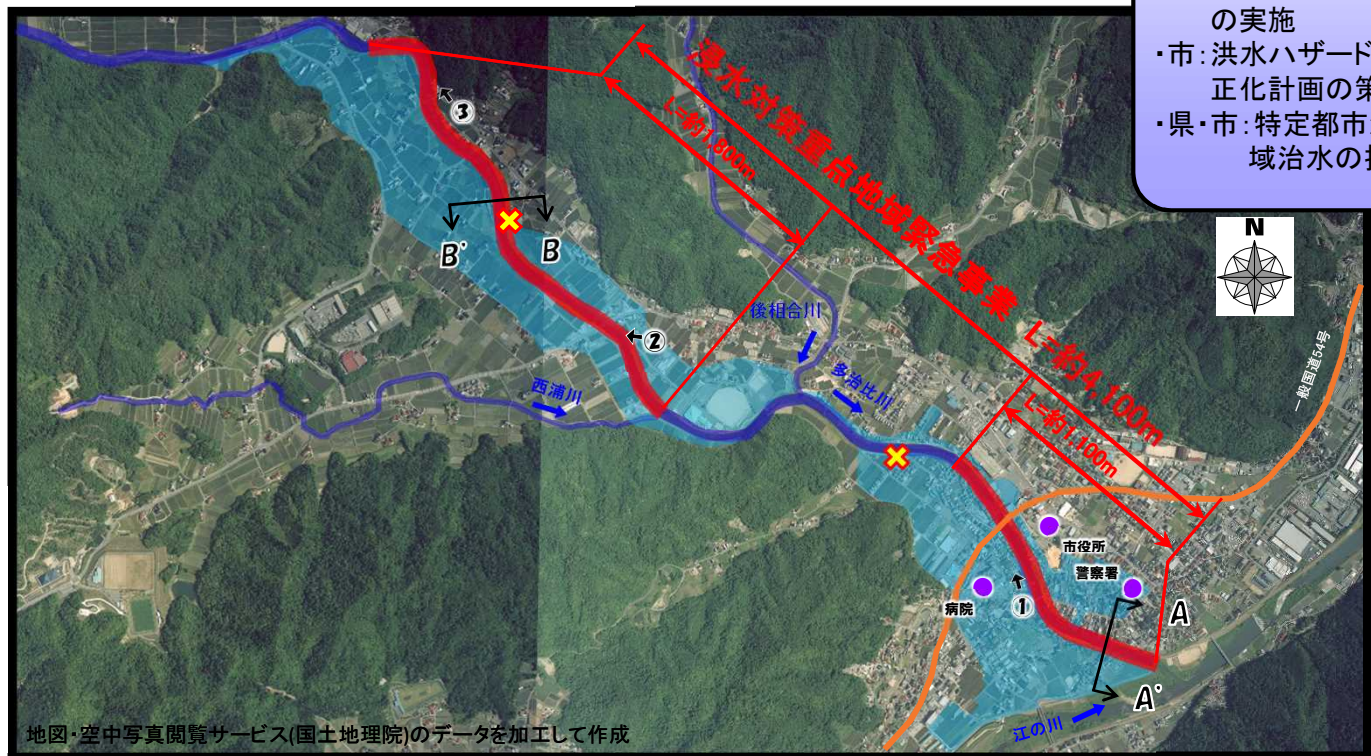 の実施
・市：洪水ハザード
正化計画の策
・県・市：特定都市
域治水の
N
浸水対策重点地域緊急事業 L=約4,100m
L=約1,800m
L=約1,100m
③
B'
B
②
後相合川
多治比川
西浦川
一般国道54号
市役所
警察署
病院
①
A
A'
江の川
地図・空中写真閲覧サービス(国土地理院)のデータを加工して作成